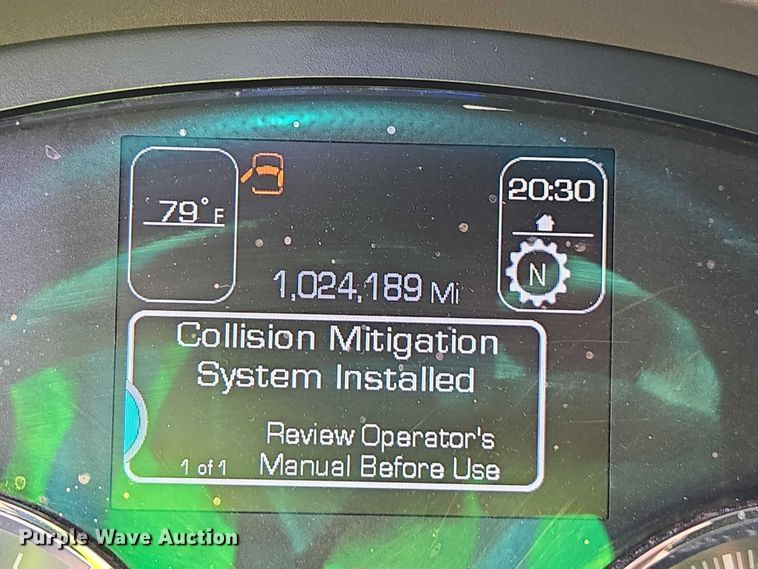 79° F
20:30
N
1,024,189 Mi
Collision Mitigation
System Installed
Review Operator's
1 of 1 Manual Before Use
Purple Wave Auction